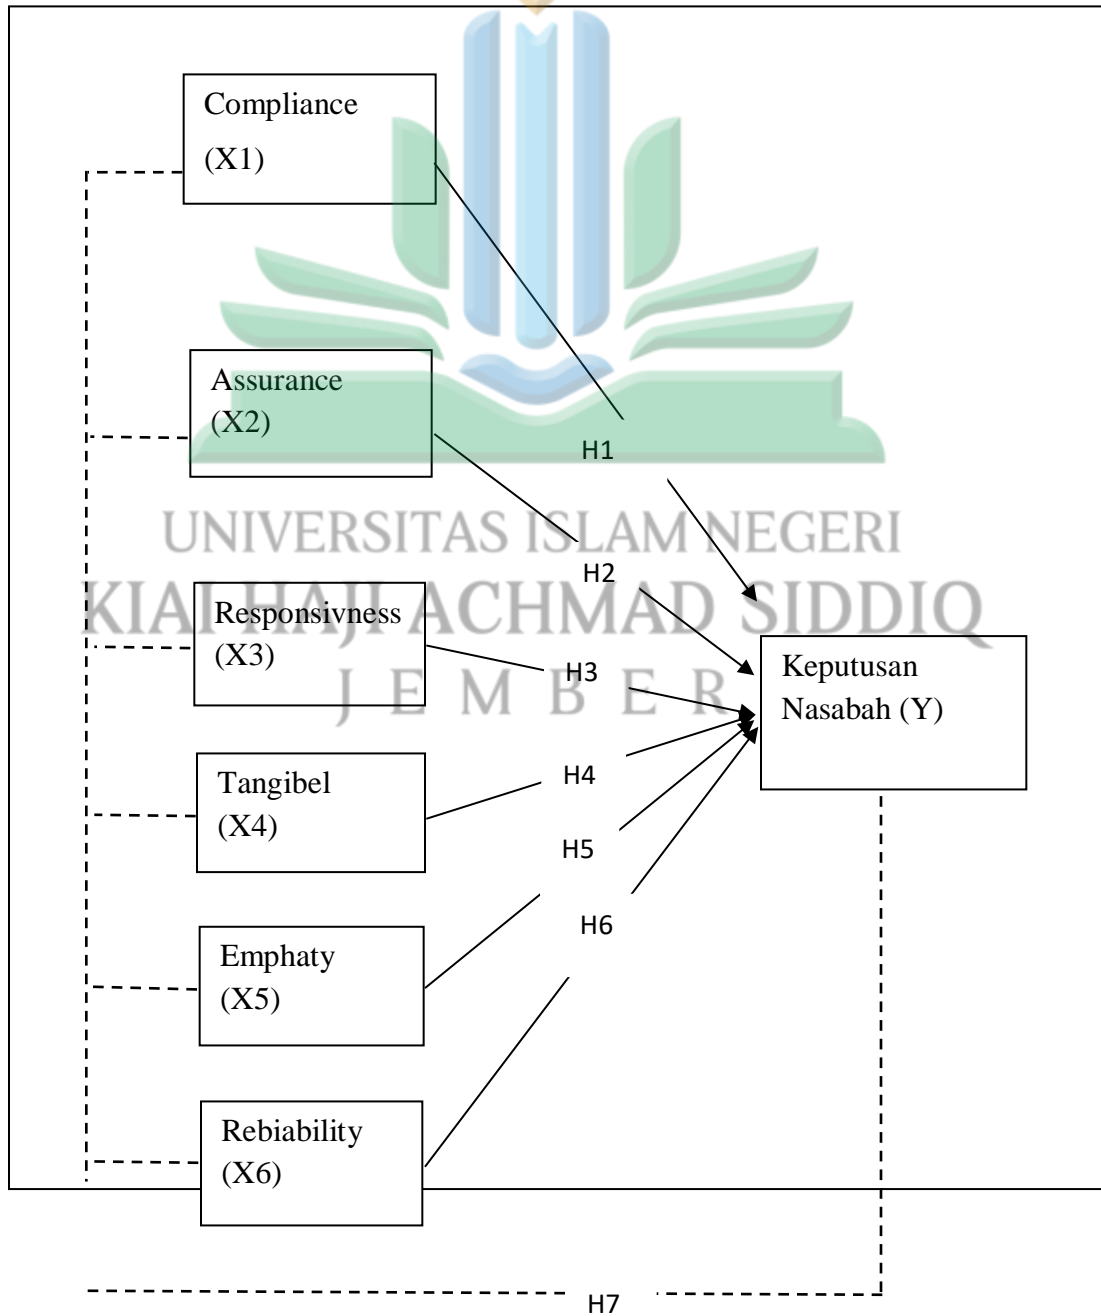 Compliance
(X1)
Assurance
(X2)
H1
UNIVERSITAS ISLAM NEGERI
H2
KIAI HAJI ACHMAD SIDDIQ
Responsivness
(X3)
H3
Keputusan
Nasabah (Y)
J E M B E R
Tangibel
(X4)
H4
H5
Emphaty
(X5)
H6
Rebiability
(X6)
H7